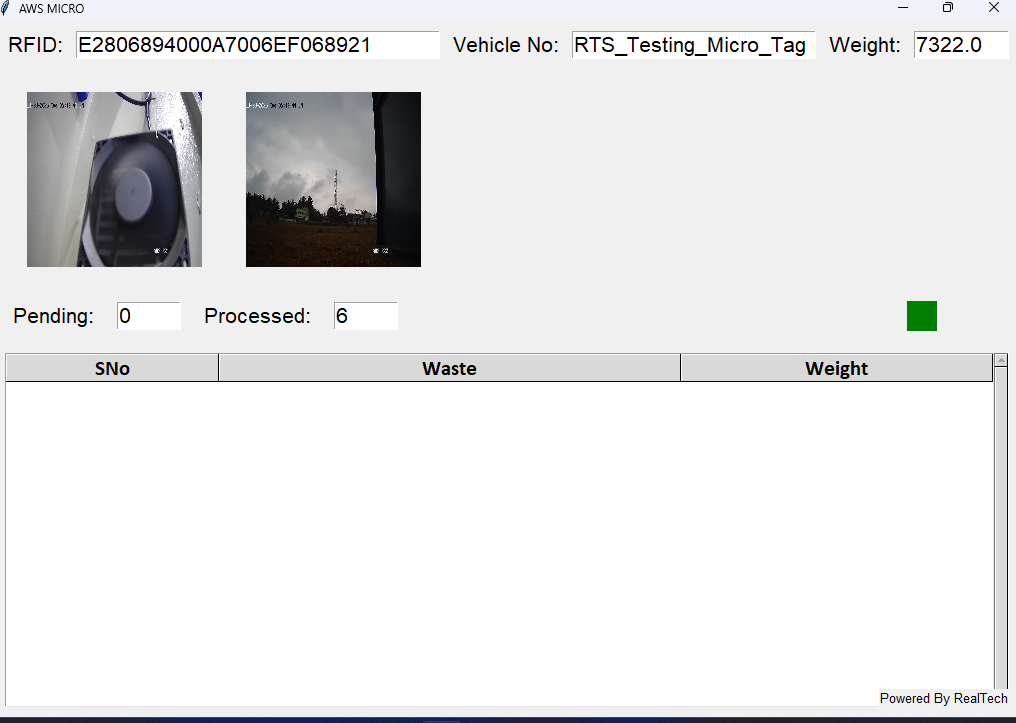 AWS MICRO
RFID: E2806894000A7006EF068921 Vehicle No: RTS_Testing_Micro_Tag Weight: 7322.0
Pending: 0 Processed: 6
SNo Waste Weight
Powered By RealTech